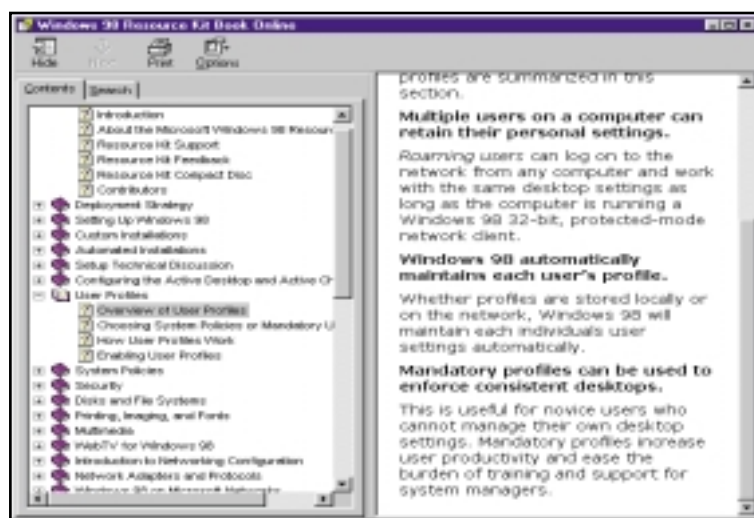 Windows 98 Resource Kit Book Online
Hide
Next
Print
Options
Contents
Search
Introduction
About the Microsoft Windows 98 Resour
Resource Kit Support
Resource Kit Feedback
Resource Kit Compact Disc
Contributors
Deployment Strategy
Setting Up Windows 98
Custom Installations
Automated Installations
Setup Technical Discussion
Configuring the Active Desktop and Active Ch
User Profiles
Overview of User Profiles
Choosing System Policies or Mandatory U
How User Profiles Work
Enabling User Profiles
System Policies
Security
Disks and File Systems
Printing, Imaging, and Fonts
Multimedia
WebTV for Windows 98
Introduction to Networking Configuration
Network Adapters and Protocols
Windows 98 on Microsoft Networks
profiles are summarized in this
section.
Multiple users on a computer can
retain their personal settings.
Roaming users can log on to the
network from any computer and work
with the same desktop settings as
long as the computer is running a
Windows 98 32-bit, protected-mode
network client.
Windows 98 automatically
maintains each user's profile.
Whether profiles are stored locally or
on the network, Windows 98 will
maintain each individuals user
settings automatically.
Mandatory profiles can be used to
enforce consistent desktops.
This is useful for novice users who
cannot manage their own desktop
settings. Mandatory profiles increase
user productivity and ease the
burden of training and support for
system managers.